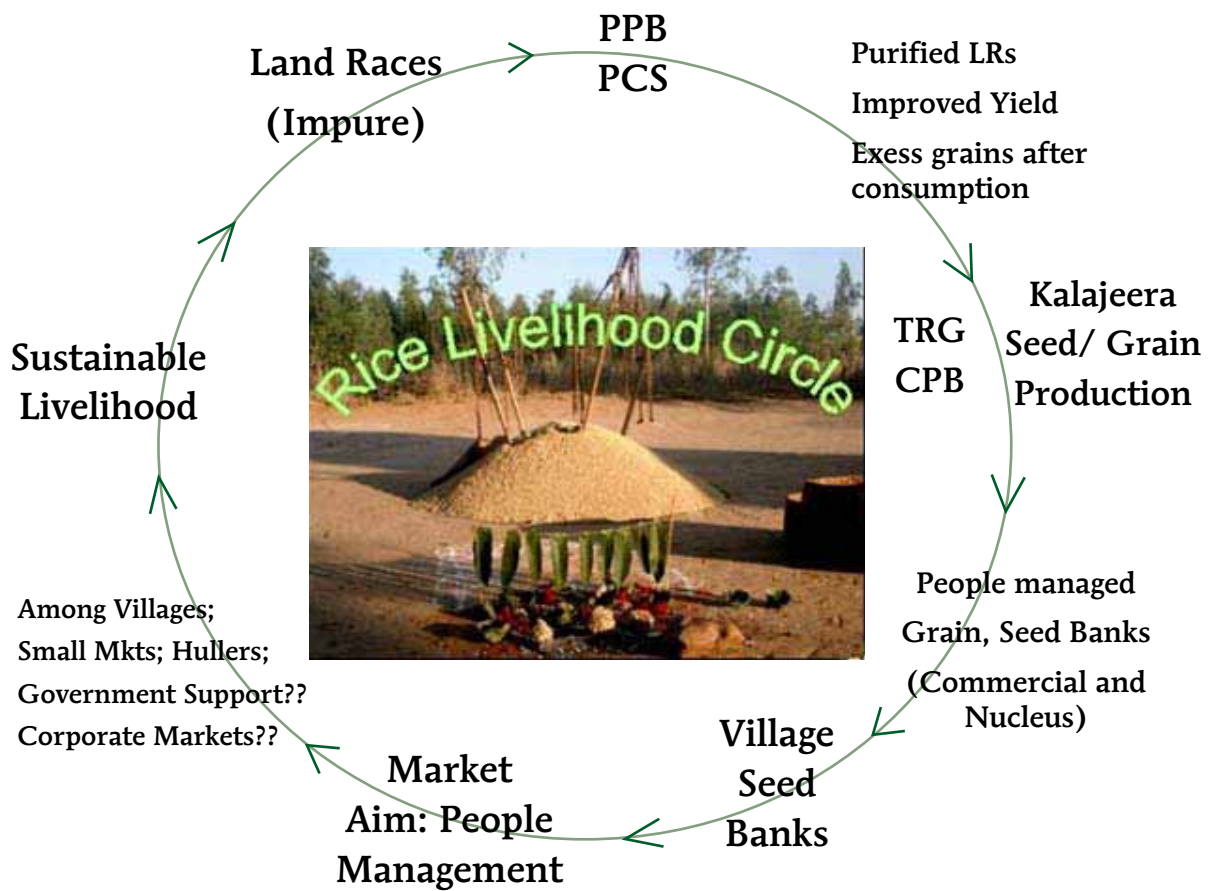 PPB
PCS
Land Races
(Impure)
Purified LRs
Improved Yield
Exess grains after
consumption
Rice Livelihood Circle
TRG
CPB
Kalajeera
Seed/ Grain
Production
Sustainable
Livelihood
People managed
Grain, Seed Banks
(Commercial and
Nucleus)
Among Villages;
Small Mkts; Hullers;
Government Support??
Corporate Markets??
Village
Seed
Banks
Market
Aim: People
Management